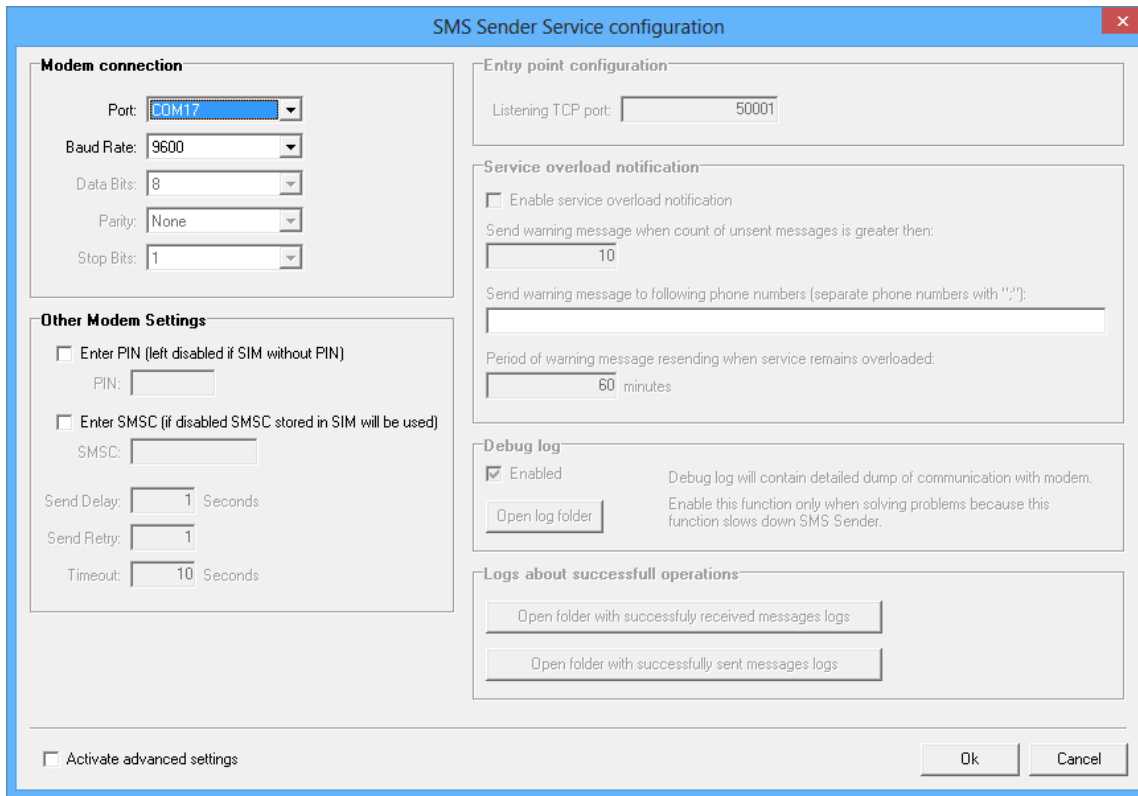 SMS Sender Service configuration
Modem connection
Port: COM17
Baud Rate: 9600
Data Bits: 8
Parity: None
Stop Bits: 1
Other Modem Settings
Enter PIN (left disabled if SIM without PIN)
PIN:
Enter SMSC (if disabled SMSC stored in SIM will be used)
SMSC:
Send Delay: 1 Seconds
Send Retry: 1
Timeout: 10 Seconds
Entry point configuration
Listening TCP port: 50001
Service overload notification
Enable service overload notification
Send warning message when count of unsent messages is greater then:
10
Send warning message to following phone numbers (separate phone numbers with ";"):
Period of warning message resending when service remains overloaded:
60 minutes
Debug log
Enabled
Open log folder
Debug log will contain detailed dump of communication with modem.
Enable this function only when solving problems because this
function slows down SMS Sender.
Logs about successfull operations
Open folder with successfuly received messages logs
Open folder with successfully sent messages logs
Activate advanced settings
Ok
Cancel